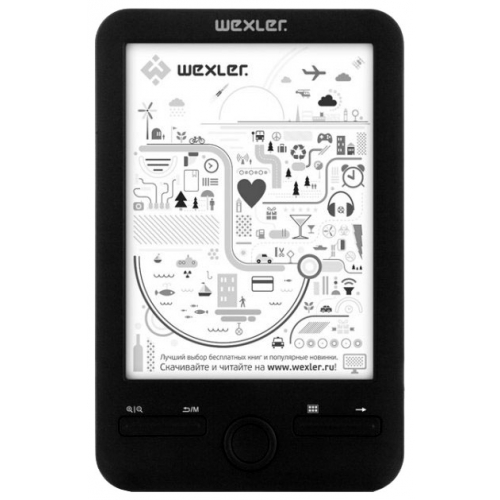 WEXLER.
WEXLER.
Лучший выбор бесплатных книг и популярные новинки.
Скачивайте и читайте на www.wexler.ru!
/M